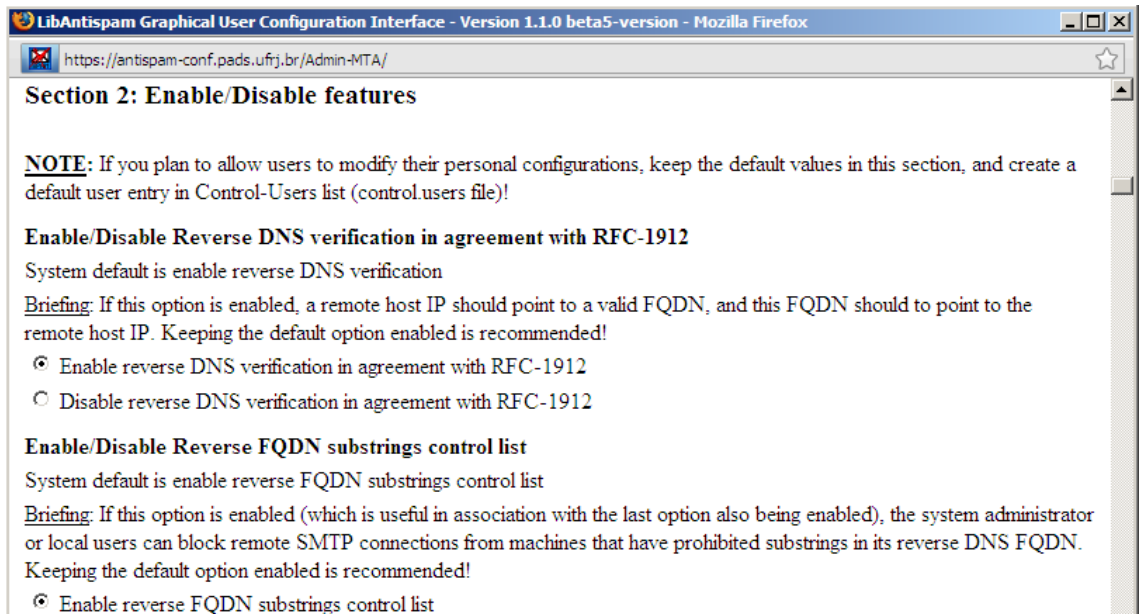 LibAntispam Graphical User Configuration Interface - Version 1.1.0 beta5-version - Mozilla Firefox
https://antispam-conf.pads.ufrj.br/Admin-MTA/
Section 2: Enable/Disable features
NOTE: If you plan to allow users to modify their personal configurations, keep the default values in this section, and create a
default user entry in Control-Users list (control.users file)!
Enable/Disable Reverse DNS verification in agreement with RFC-1912
System default is enable reverse DNS verification
Briefing: If this option is enabled, a remote host IP should point to a valid FQDN, and this FQDN should to point to the
remote host IP. Keeping the default option enabled is recommended!
Enable reverse DNS verification in agreement with RFC-1912
Disable reverse DNS verification in agreement with RFC-1912
Enable/Disable Reverse FQDN substrings control list
System default is enable reverse FQDN substrings control list
Briefing: If this option is enabled (which is useful in association with the last option also being enabled), the system administrator
or local users can block remote SMTP connections from machines that have prohibited substrings in its reverse DNS FQDN.
Keeping the default option enabled is recommended!
Enable reverse FQDN substrings control list